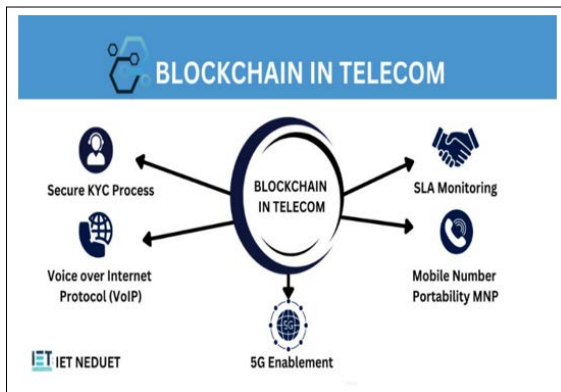 BLOCKCHAIN IN TELECOM
Secure KYC Process
BLOCKCHAIN
IN TELECOM
SLA Monitoring
Voice over Internet
Protocol (VoIP)
Mobile Number
Portability MNP
5G
5G Enablement
IET IET NEDUET